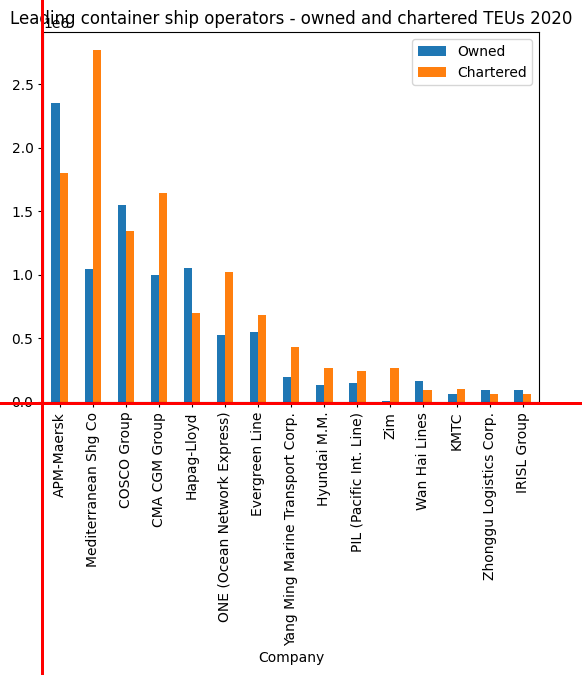 Leading container ship operators - owned and chartered TEUs 2020
1e6
Owned
Chartered
2.5
2.0
1.5
1.0
0.5
0.0
APM-Maersk
Mediterranean Shg Co
COSCO Group
CMA CGM Group
Hapag-Lloyd
ONE (Ocean Network Express)
Evergreen Line
Yang Ming Marine Transport Corp.
Hyundai M.M.
PIL (Pacific Int. Line)
Zim
Wan Hai Lines
KMTC
Zhonggu Logistics Corp.
IRISL Group
Company